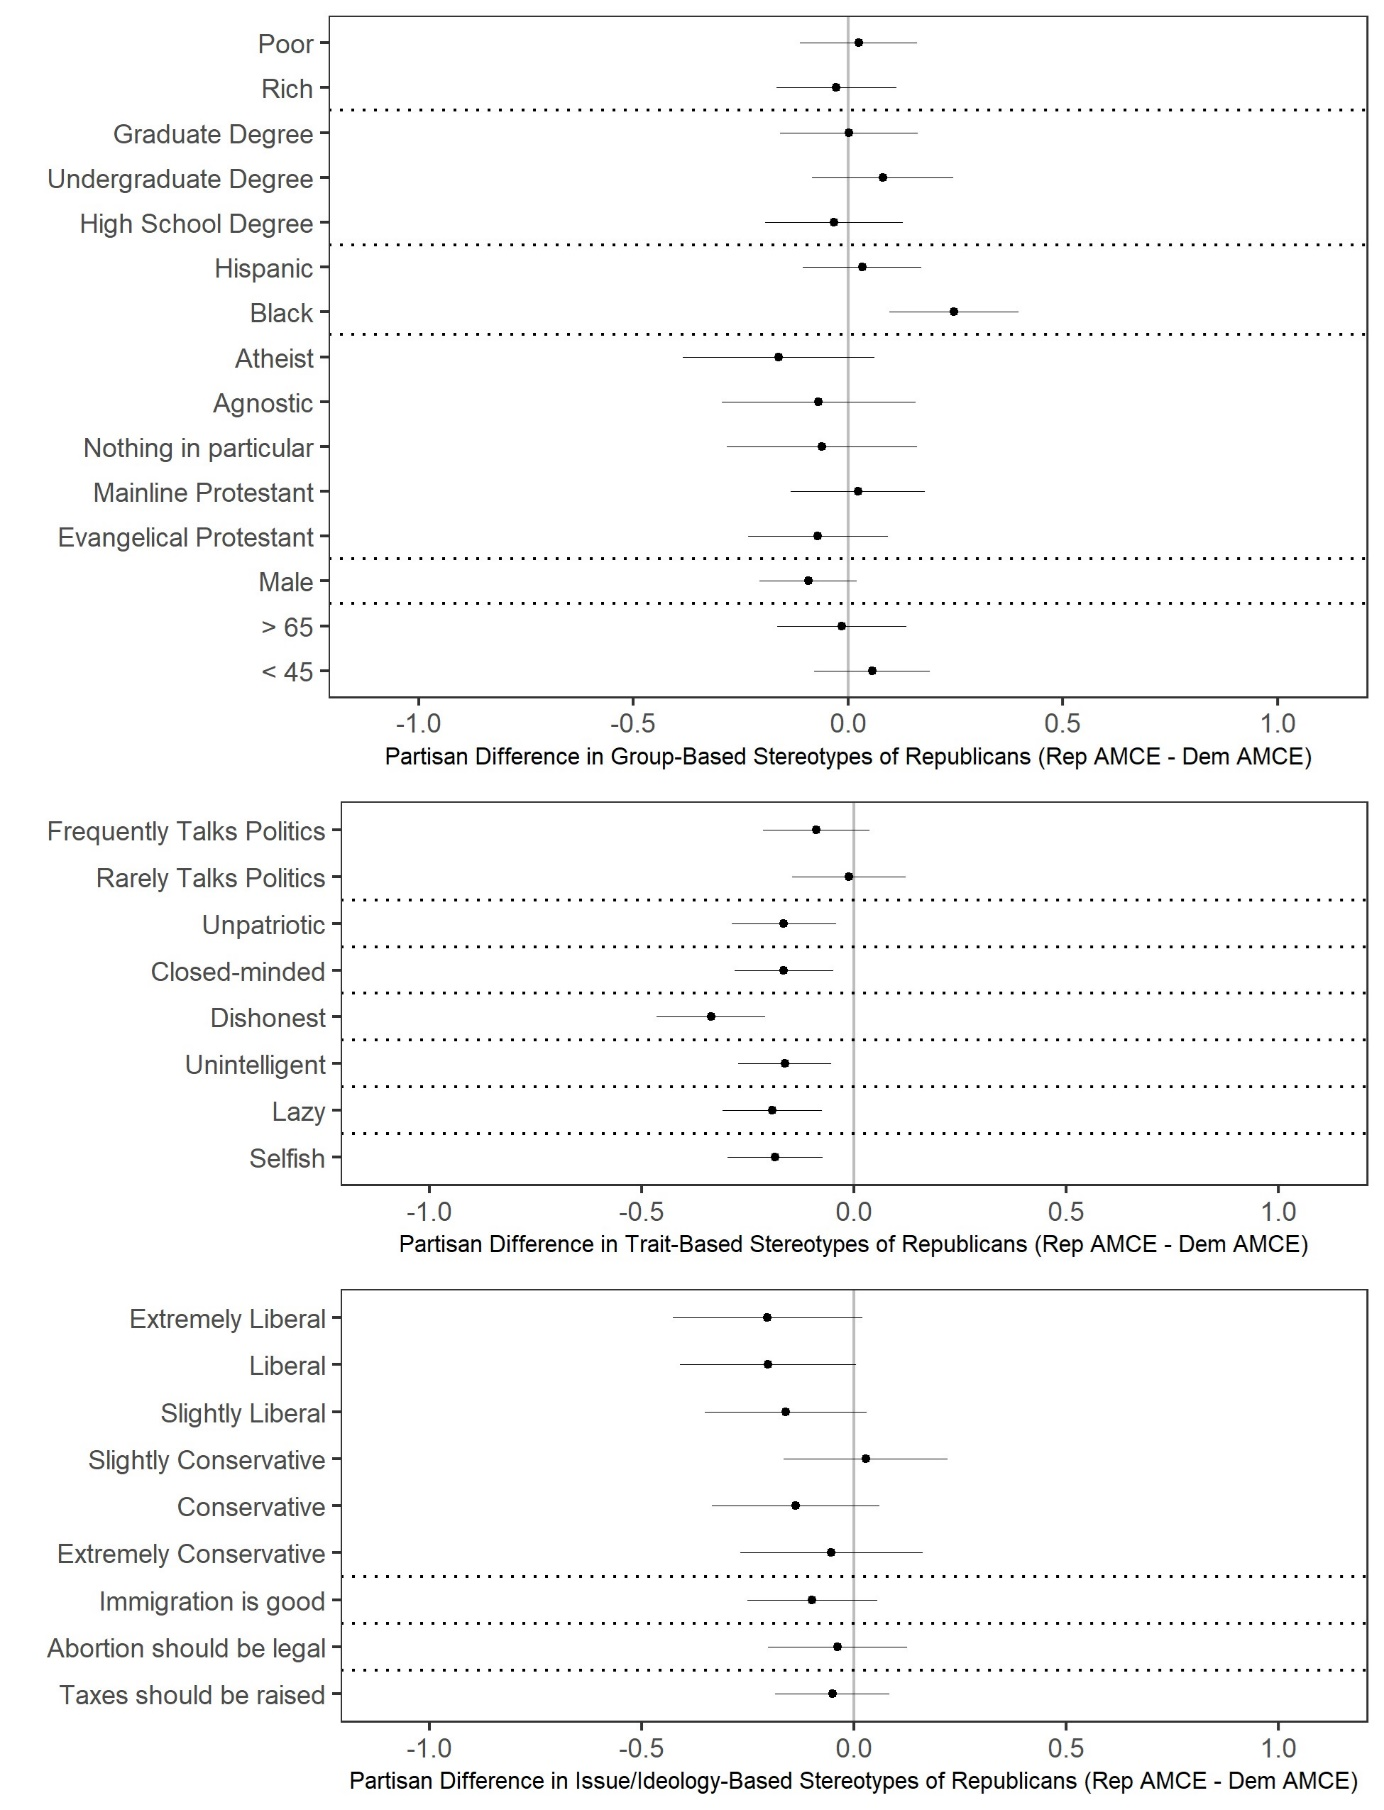 Poor
Rich
Graduate Degree
Undergraduate Degree
High School Degree
Hispanic
Black
Atheist
Agnostic
Nothing in particular
Mainline Protestant
Evangelical Protestant
Male
> 65
< 45
-1.0 -0.5 0.0 0.5 1.0
Partisan Difference in Group-Based Stereotypes of Republicans (Rep AMCE - Dem AMCE)
Frequently Talks Politics
Rarely Talks Politics
Unpatriotic
Closed-minded
Dishonest
Unintelligent
Lazy
Selfish
-1.0 -0.5 0.0 0.5 1.0
Partisan Difference in Trait-Based Stereotypes of Republicans (Rep AMCE - Dem AMCE)
Extremely Liberal
Liberal
Slightly Liberal
Slightly Conservative
Conservative
Extremely Conservative
Immigration is good
Abortion should be legal
Taxes should be raised
-1.0 -0.5 0.0 0.5 1.0
Partisan Difference in Issue/Ideology-Based Stereotypes of Republicans (Rep AMCE - Dem AMCE)